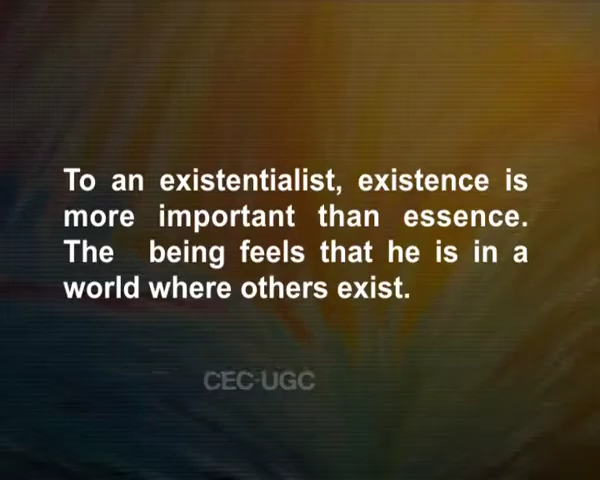 To an existentialist, existence is
more important than essence.
The being feels that he is in a
world where others exist.
CEC-UGC